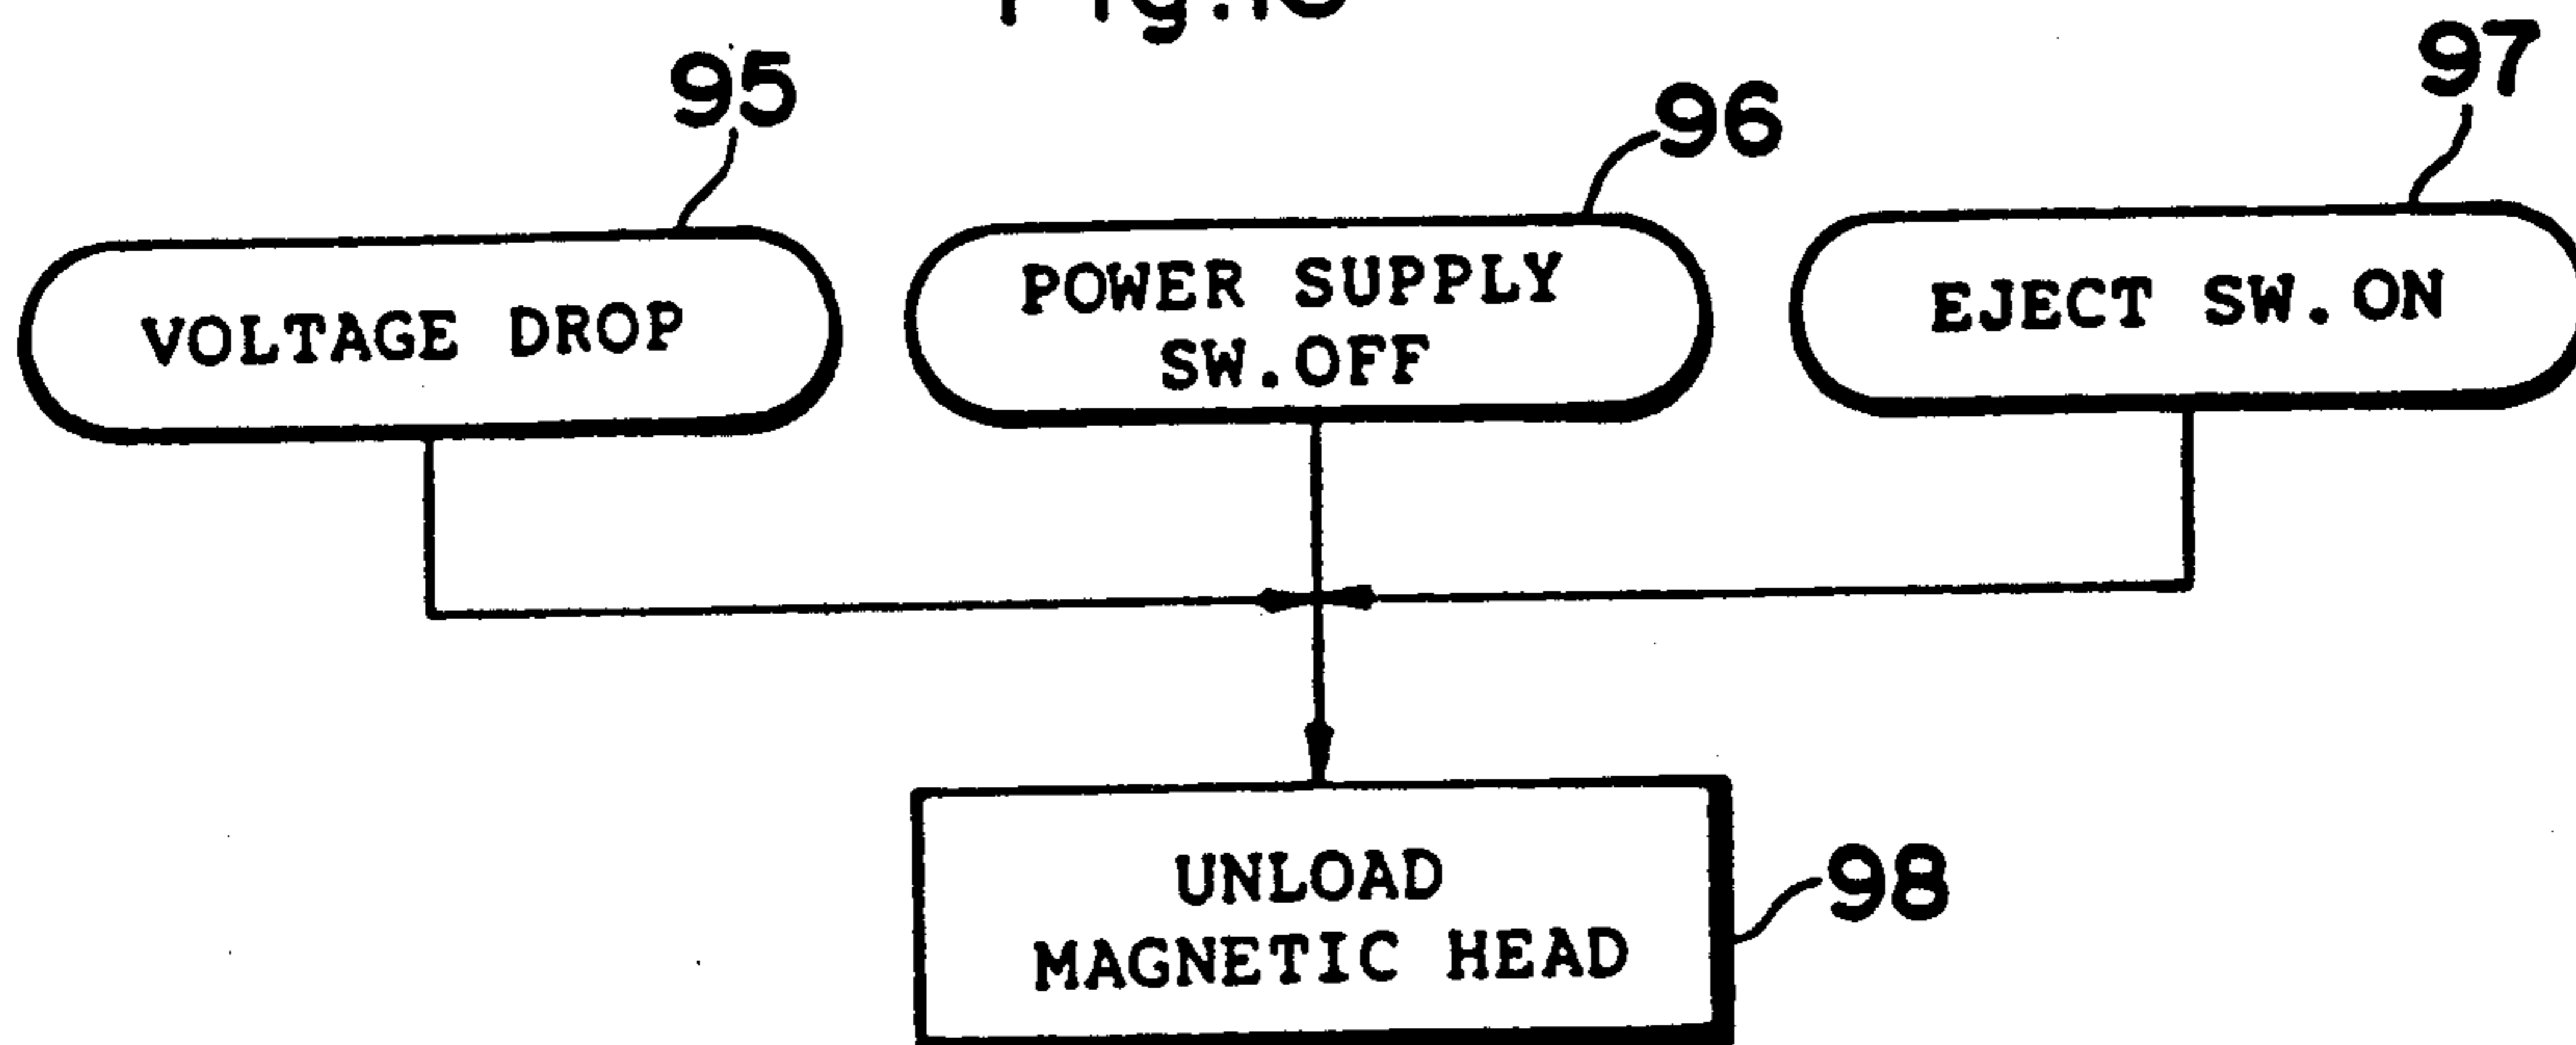 95
96
97
VOLTAGE DROP
POWER SUPPLY
SW.OFF
EJECT SW.ON
UNLOAD
MAGNETIC HEAD
98